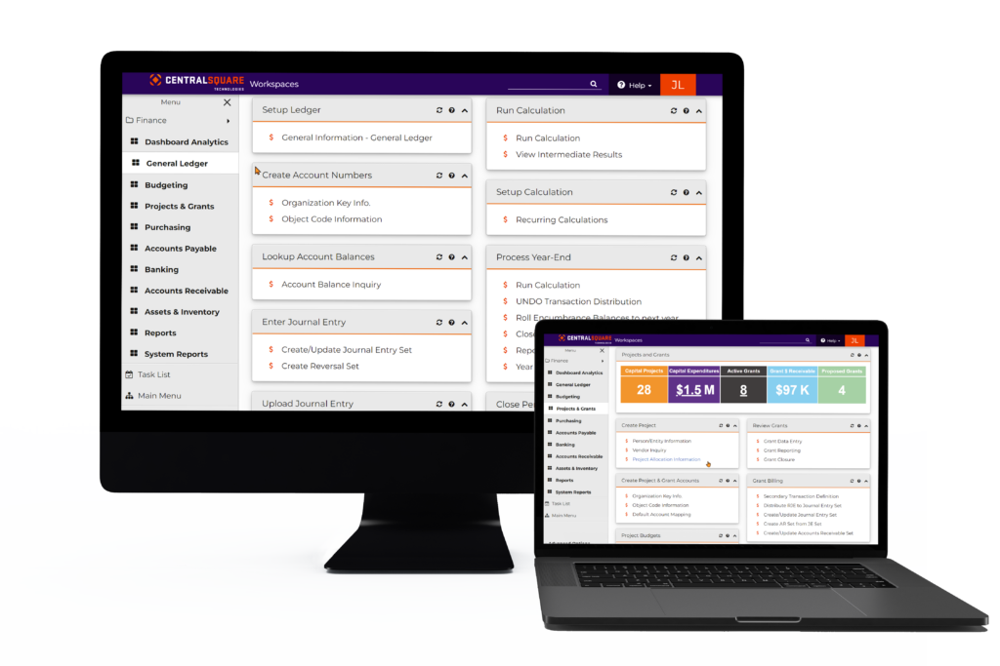 CENTRALSQUARE
TECHNOLOGIES
Workspaces
Help
JL
Menu
Finance
Dashboard Analytics
General Ledger
Budgeting
Projects & Grants
Purchasing
Accounts Payable
Banking
Accounts Receivable
Assets & Inventory
Reports
System Reports
Task List
Main Menu
Setup Ledger
General Information - General Ledger
Create Account Numbers
Organization Key Info.
Object Code Information
Lookup Account Balances
Account Balance Inquiry
Enter Journal Entry
Create/Update Journal Entry Set
Create Reversal Set
Upload Journal Entry
Run Calculation
Run Calculation
View Intermediate Results
Setup Calculation
Recurring Calculations
Process Year-End
Run Calculation
UNDO Transaction Distribution
Roll Encumbrance Balances to next year
Clos
Repo
Year
Close Pe
CENTRALSQUARE
TECHNOLOGIES
Workspaces
Help
JL
Menu
Finance
Dashboard Analytics
General Ledger
Budgeting
Projects & Grants
Purchasing
Accounts Payable
Banking
Accounts Receivable
Assets & Inventory
Reports
System Reports
Task List
Main Menu
Projects and Grants
Capital Projects
28
Capital Expenditures
$1.5 M
Active Grants
8
Grant $ Receivable
$97 K
Proposed Grants
4
Create Project
Person/Entity Information
Vendor Inquiry
Project Allocation Information
Create Project & Grant Accounts
Organization Key Info
Object Code Information
Default Account Mapping
Project Budgets
Review Grants
Grant Data Entry
Grant Reporting
Grant Closure
Grant Billing
Secondary Transaction Definition
Distribute R/E to Journal Entry Set
Create/Update Journal Entry Set
Create AR Set from JE Set
Create/Update Accounts Receivable Set